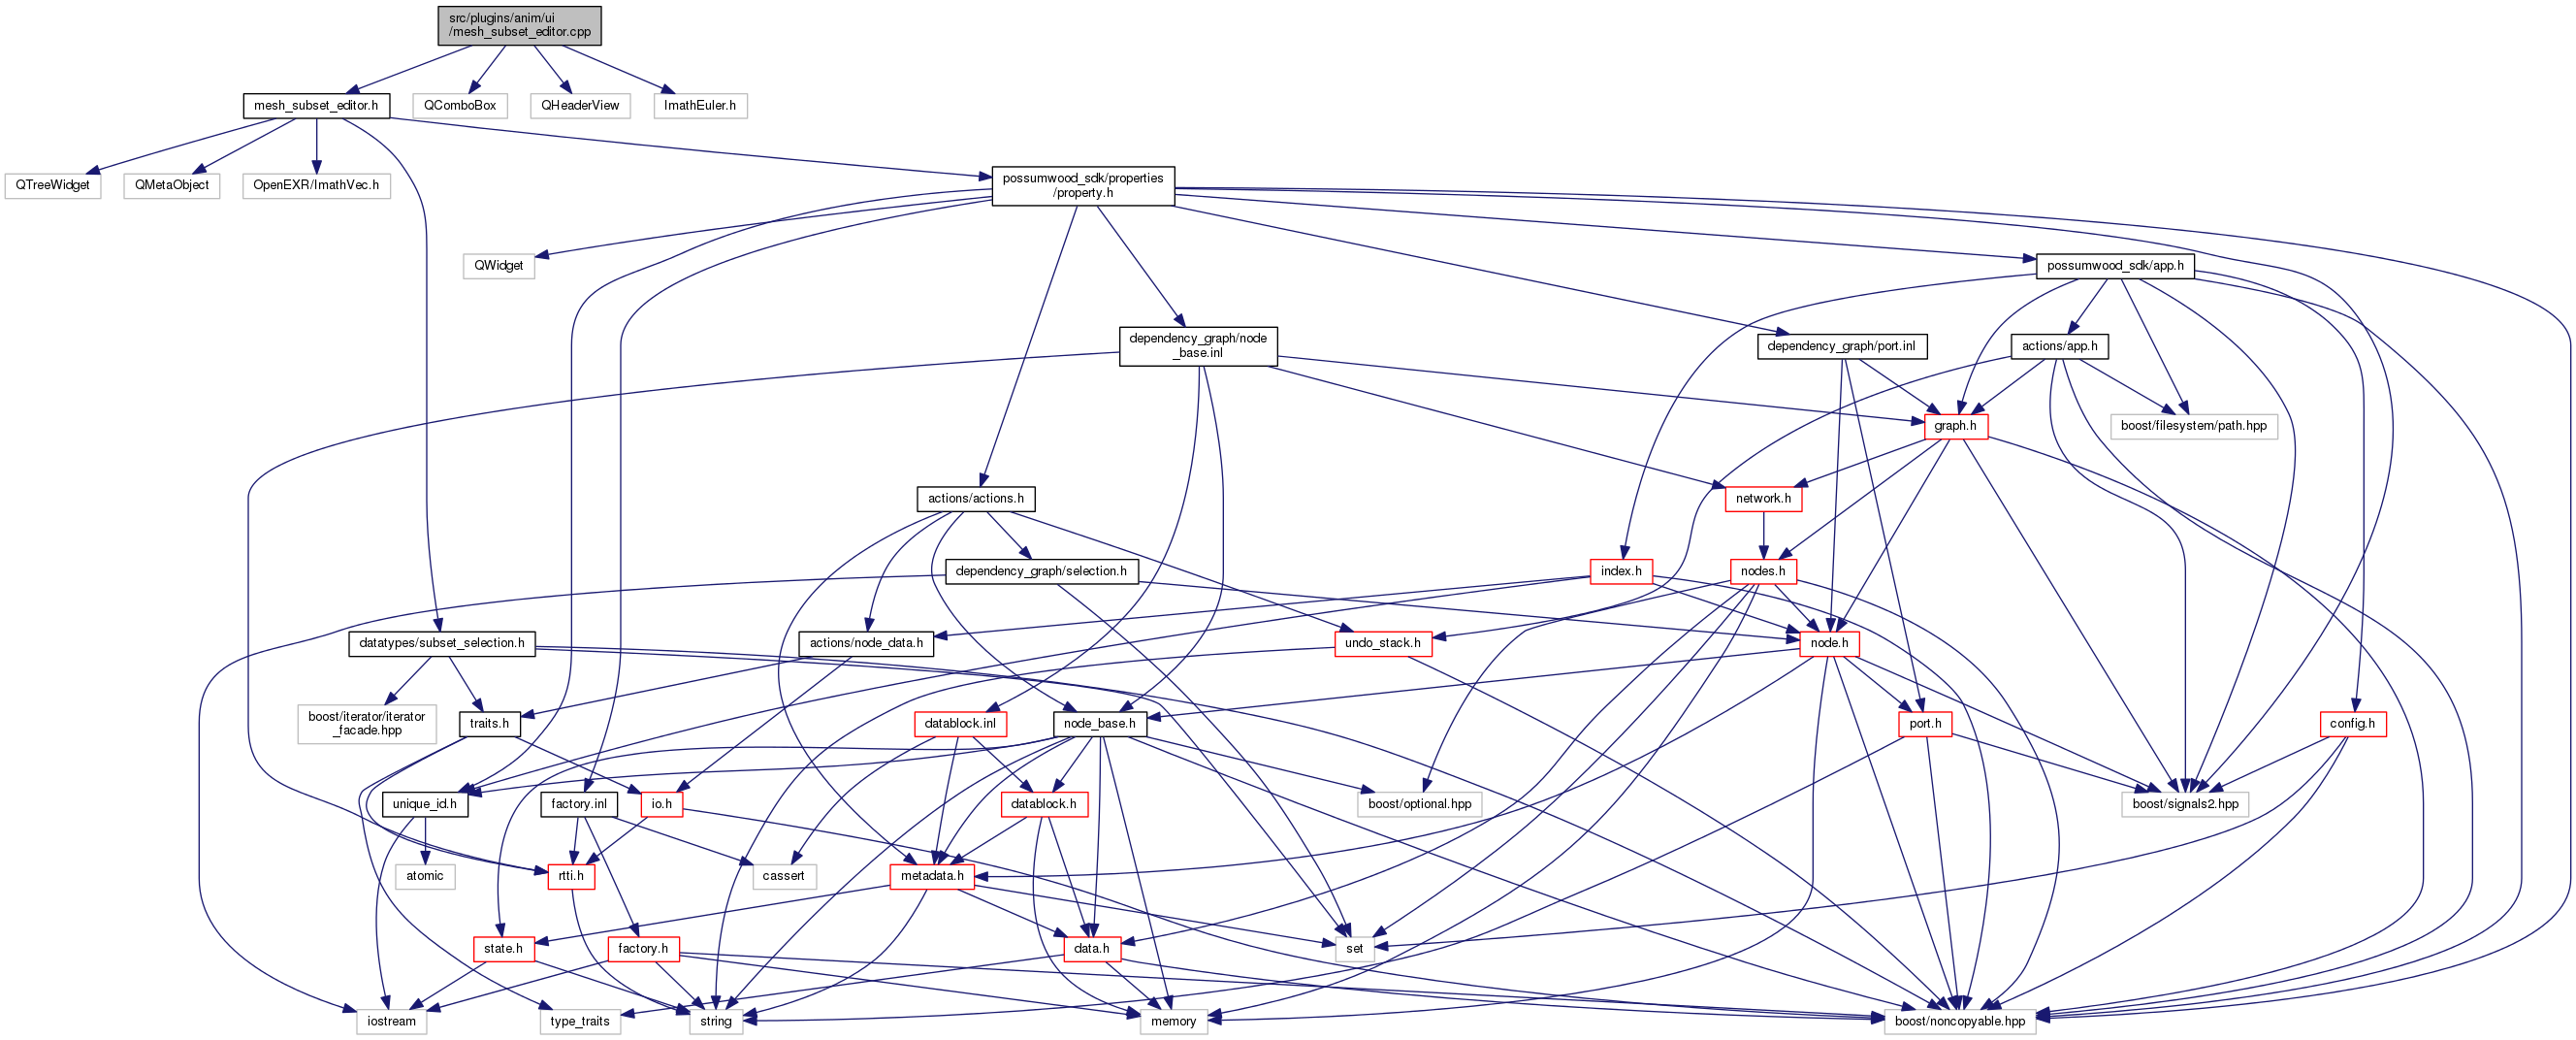 src/plugins/anim/ui
/mesh_subset_editor.cpp
mesh_subset_editor.h
QComboBox
QHeaderView
ImathEuler.h
QTreeWidget
QMetaObject
OpenEXR/ImathVec.h
possumwood_sdk/properties
/property.h
QWidget
possumwood_sdk/app.h
dependency_graph/node
_base.inl
dependency_graph/port.inl
actions/app.h
graph.h
boost/filesystem/path.hpp
actions/actions.h
network.h
dependency_graph/selection.h
index.h
nodes.h
datatypes/subset_selection.h
actions/node_data.h
undo_stack.h
node.h
boost/iterator/iterator
_facade.hpp
traits.h
datablock.inl
node_base.h
port.h
config.h
unique_id.h
factory.inl
io.h
datablock.h
boost/optional.hpp
boost/signals2.hpp
atomic
rtti.h
cassert
metadata.h
state.h
factory.h
data.h
set
iostream
type_traits
string
memory
boost/noncopyable.hpp